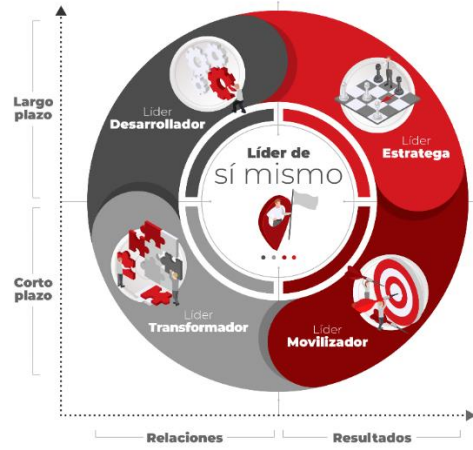 Largo
plazo
Líder
Desarrollador
Líder
Estratega
Líder de
sí mismo
Corto
plazo
Líder
Transformador
Líder
Movilizador
Relaciones
Resultados